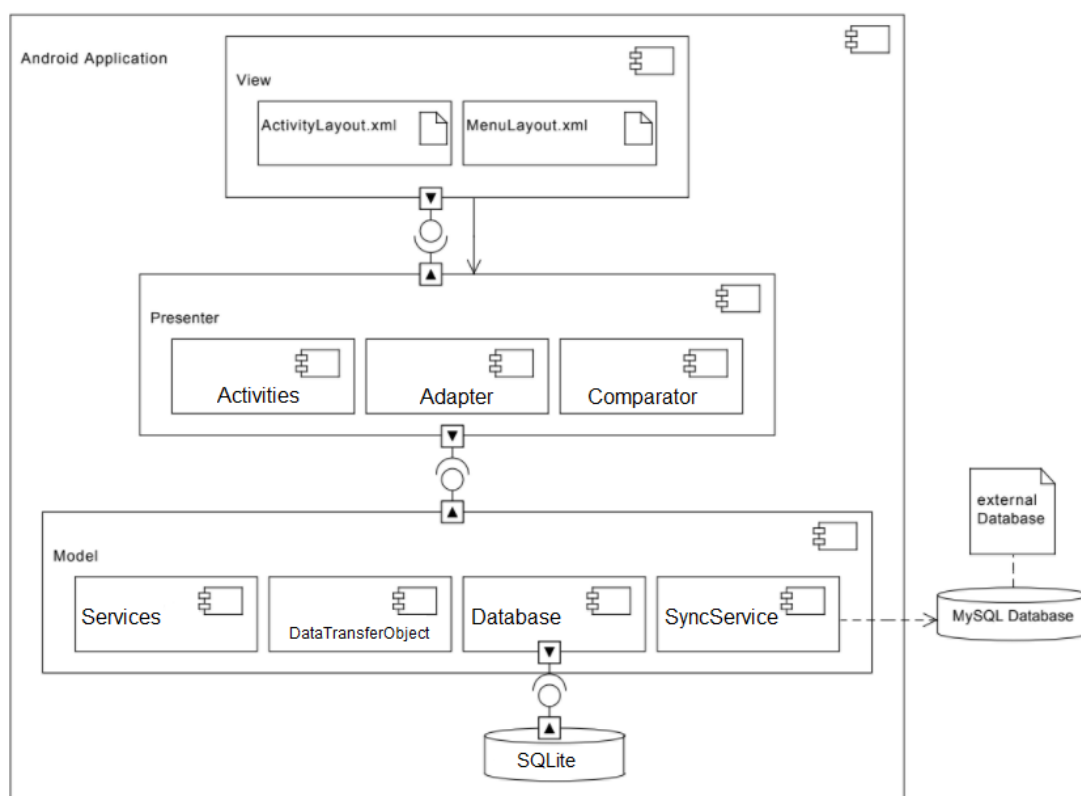 Android Application
View
ActivityLayout.xml
MenuLayout.xml
Presenter
Activities
Adapter
Comparator
Model
Services
DataTransferObject
Database
SyncService
external
Database
MySQL Database
SQLite